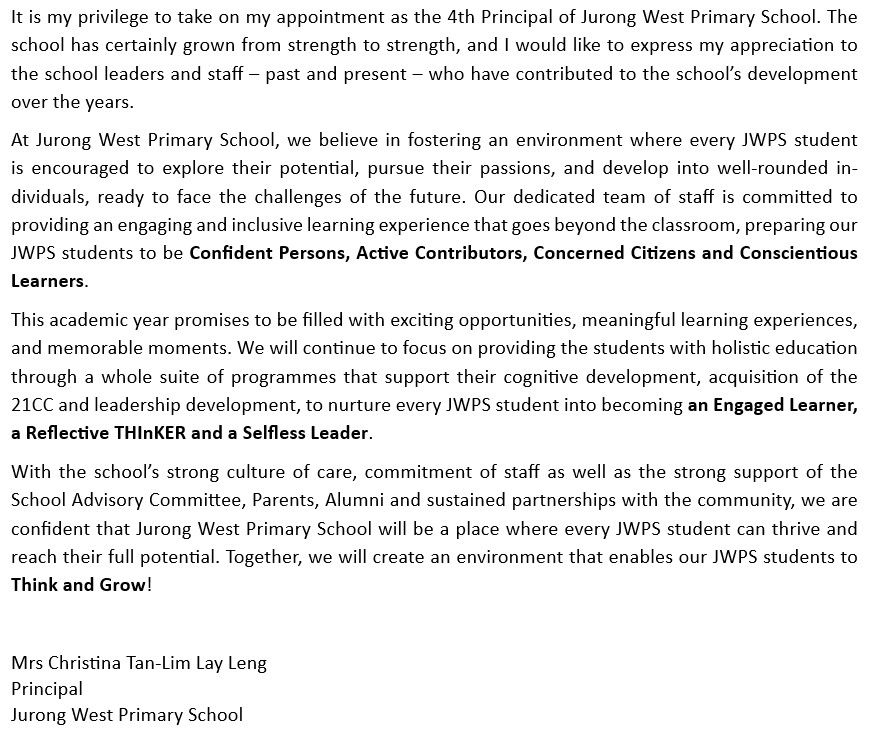 It is my privilege to take on my appointment as the 4th Principal of Jurong West Primary School. The
school has certainly grown from strength to strength, and I would like to express my appreciation to
the school leaders and staff – past and present – who have contributed to the school’s development
over the years.
At Jurong West Primary School, we believe in fostering an environment where every JWPS student
is encouraged to explore their potential, pursue their passions, and develop into well-rounded in-
dividuals, ready to face the challenges of the future. Our dedicated team of staff is committed to
providing an engaging and inclusive learning experience that goes beyond the classroom, preparing our
JWPS students to be Confident Persons, Active Contributors, Concerned Citizens and Conscientious
Learners.
This academic year promises to be filled with exciting opportunities, meaningful learning experiences,
and memorable moments. We will continue to focus on providing the students with holistic education
through a whole suite of programmes that support their cognitive development, acquisition of the
21CC and leadership development, to nurture every JWPS student into becoming an Engaged Learner,
a Reflective THInKER and a Selfless Leader.
With the school’s strong culture of care, commitment of staff as well as the strong support of the
School Advisory Committee, Parents, Alumni and sustained partnerships with the community, we are
confident that Jurong West Primary School will be a place where every JWPS student can thrive and
reach their full potential. Together, we will create an environment that enables our JWPS students to
Think and Grow!
Mrs Christina Tan-Lim Lay Leng
Principal
Jurong West Primary School